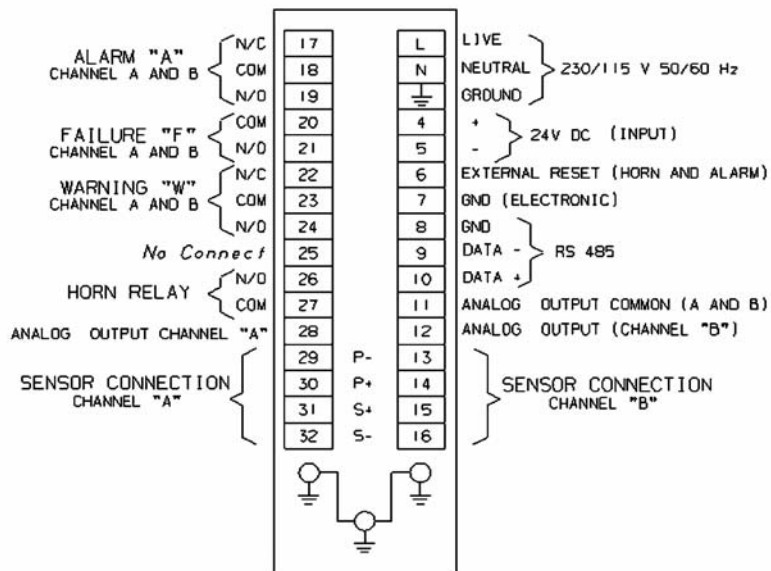 N/C 17 L LIVE
ALARM "A"
CHANNEL A AND B
COM 18 N NEUTRAL 230/115 V 50/60 Hz
N/O 19 GROUND
COM 20 4 +
FAILURE "F"
CHANNEL A AND B
24V DC (INPUT)
N/O 21 5 -
N/C 22 6 EXTERNAL RESET (HORN AND ALARM)
WARNING "W"
CHANNEL A AND B
COM 23 7 GND (ELECTRONIC)
N/O 24 8 GND
No Connect 25 9 DATA - RS 485
N/O 26 10 DATA +
HORN RELAY
COM 27 11 ANALOG OUTPUT COMMON (A AND B)
ANALOG OUTPUT CHANNEL "A" 28 12 ANALOG OUTPUT (CHANNEL "B")
29 P- 13
SENSOR CONNECTION 30 P+ 14 SENSOR CONNECTION
CHANNEL "A" 31 S+ 15 CHANNEL "B"
32 S- 16